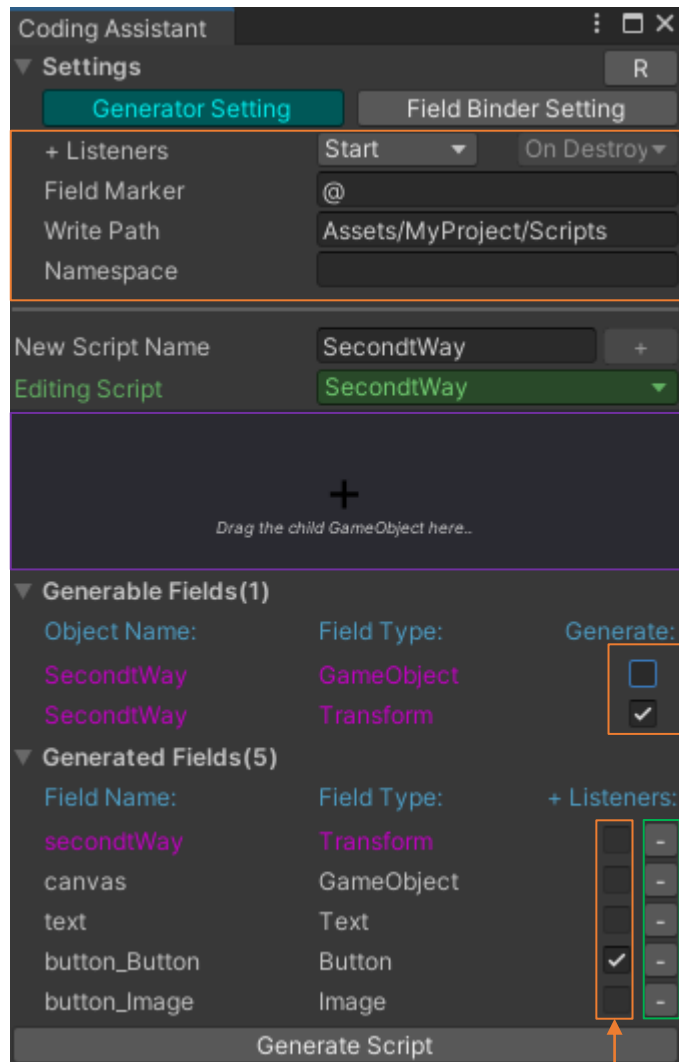 Coding Assistant
Settings R
Generator Setting Field Binder Setting
+ Listeners Start On Destroy
Field Marker @
Write Path Assets/MyProject/Scripts
Namespace
New Script Name SecondtWay +
Editing Script SecondtWay
+
Drag the child GameObject here..
Generable Fields(1)
Object Name: Field Type: Generate:
SecondtWay GameObject
SecondtWay Transform
Generated Fields(5)
Field Name: Field Type: + Listeners:
secondtWay Transform -
canvas GameObject -
text Text -
button_Button Button -
button_Image Image -
Generate Script